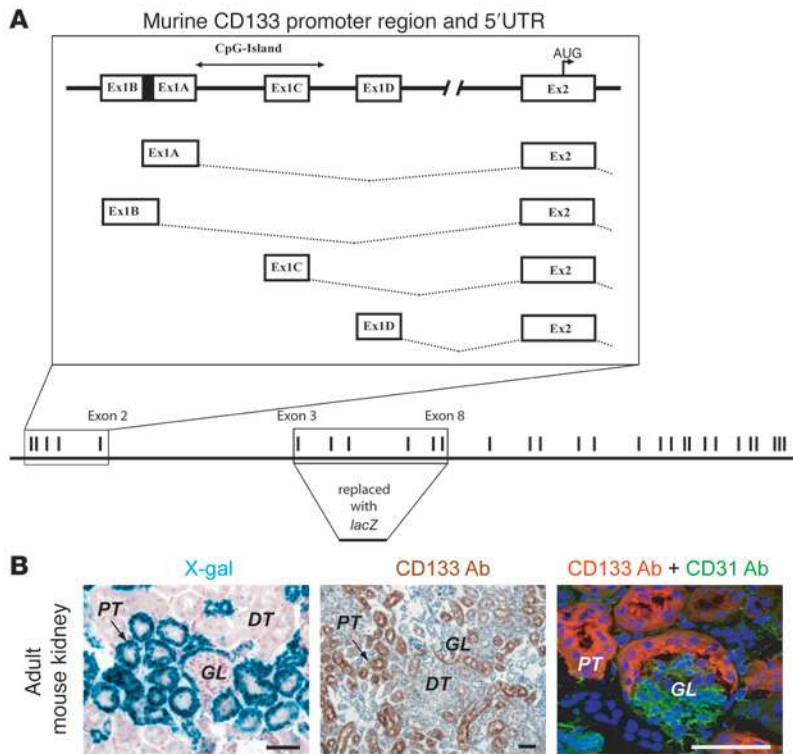 A
Murine CD133 promoter region and 5'UTR
CpG-Island
AUG
Ex1B Ex1A Ex1C Ex1D Ex2
Ex1A Ex2
Ex1B Ex2
Ex1C Ex2
Ex1D Ex2
Exon 2 Exon 3 Exon 8
replaced
with
lacZ
B
X-gal CD133 Ab CD133 Ab + CD31 Ab
Adult
mouse kidney
PT DT GL
PT GL DT
PT GL